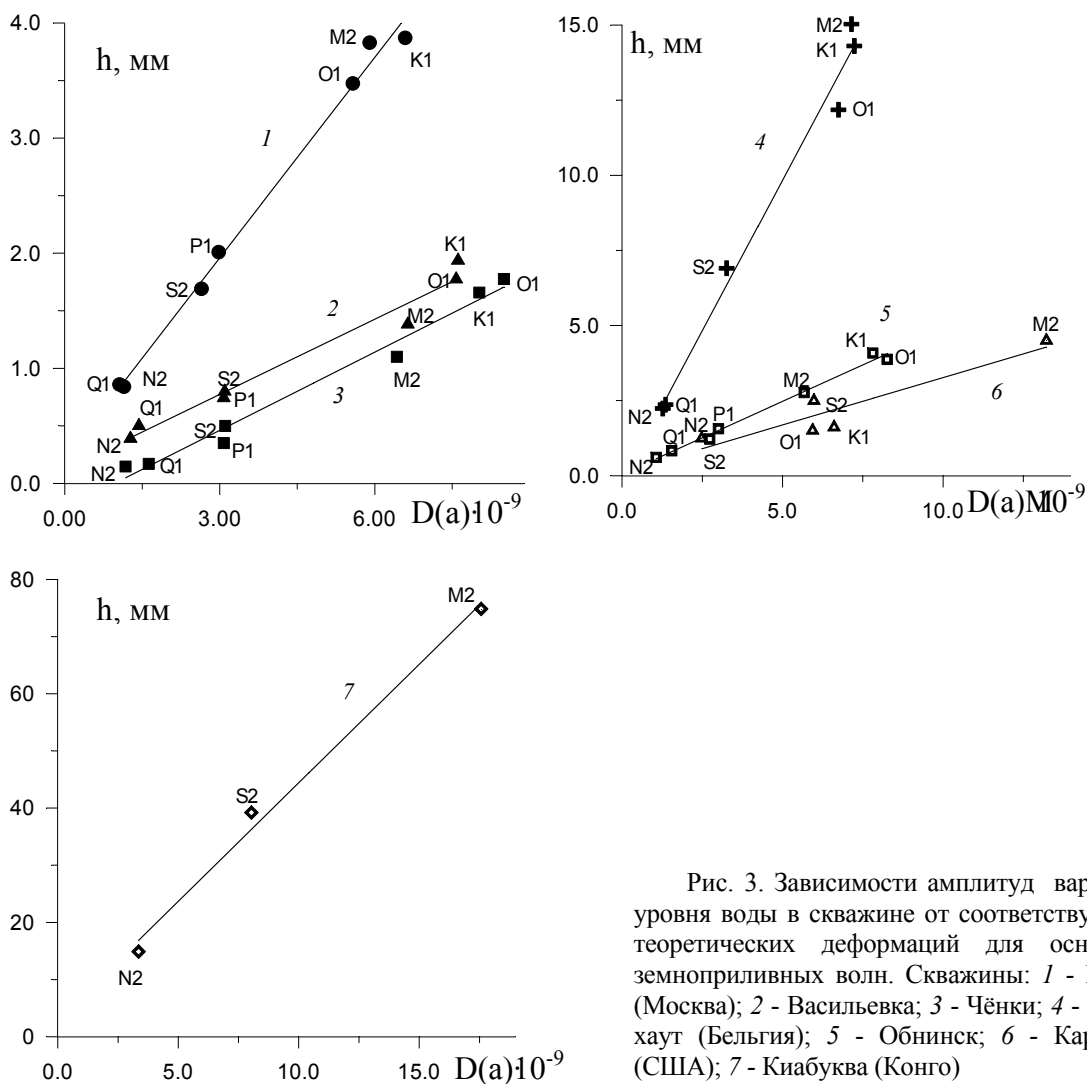 4.0
3.0
2.0
1.0
0.0
h, мм
M2
K1
O1
1
P1
S2
Q1
N2
K1
O1
2
M2
S2
P1
Q1
N2
O1
K1
3
M2
S2
P1
N2
Q1
0.00
3.00
6.00
D(a)·10⁻⁹
15.0
10.0
5.0
0.0
h, мм
M2
K1
O1
4
S2
N2
Q1
5
K1
O1
M2
P1
S2
Q1
N2
M2
6
S2
O1
K1
N2
0.0
5.0
10.0
80
60
40
20
0
h, мм
M2
7
S2
N2
0.0
5.0
15.0
D(a)·10⁻⁹
Рис. 3. Зависимости амплитуд вар
уровня воды в скважине от соответству
теоретических деформаций для осн
земноприливных волн. Скважины: 1 -
(Москва); 2 - Васильевка; 3 - Чёнки; 4 -
хаут (Бельгия); 5 - Обнинск; 6 - Кар
(США); 7 - Киабуква (Конго)